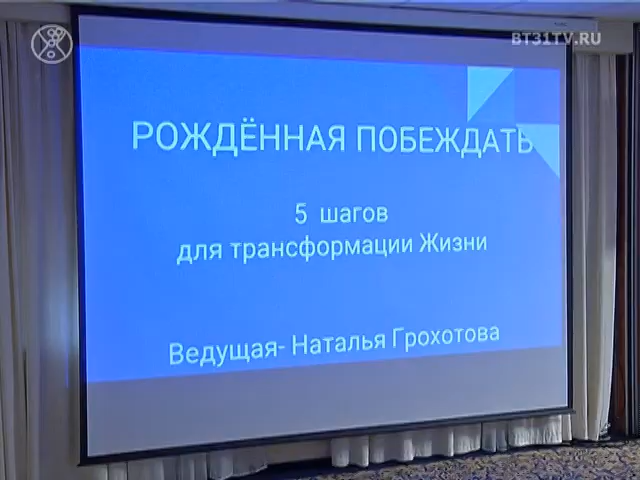 BT31TV.RU
РОЖДЁННАЯ ПОБЕЖДАТЬ
5 шагов
для трансформации Жизни
Ведущая- Наталья Грохотова